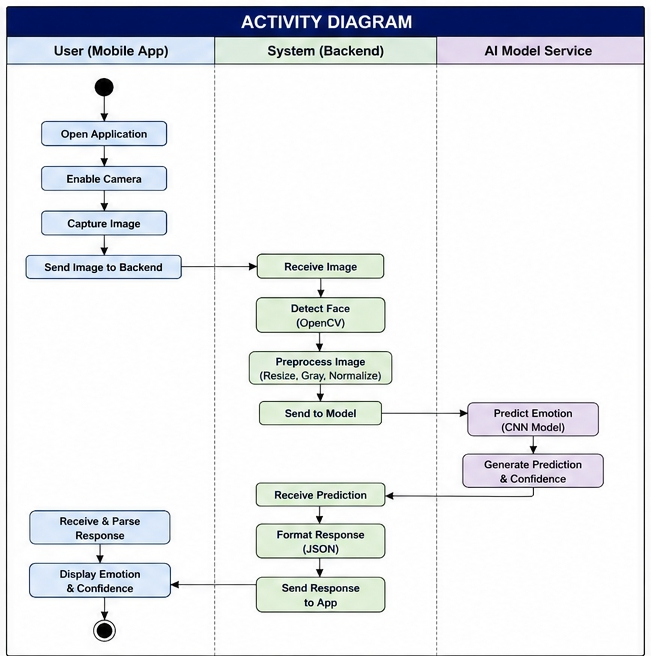 ACTIVITY DIAGRAM
User (Mobile App)
System (Backend)
AI Model Service
Open Application
Enable Camera
Capture Image
Send Image to Backend
Receive Image
Detect Face
(OpenCV)
Preprocess Image
(Resize, Gray, Normalize)
Send to Model
Predict Emotion
(CNN Model)
Generate Prediction
& Confidence
Receive Prediction
Format Response
(JSON)
Send Response
to App
Receive & Parse
Response
Display Emotion
& Confidence